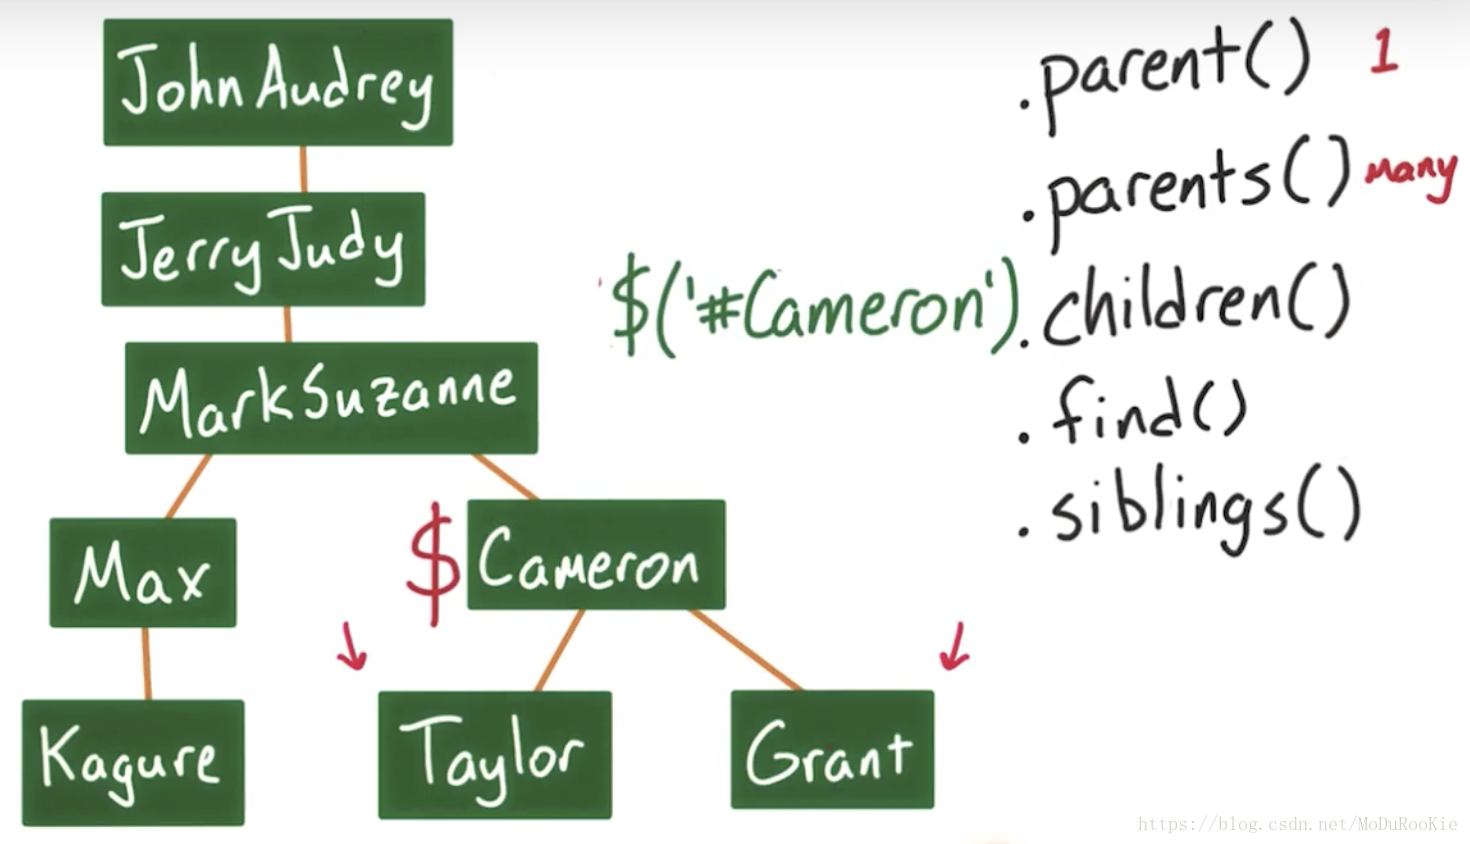 John Audrey
Jerry Judy
Mark Suzanne
Max
$ Cameron
Kagure
Taylor
Grant
.parent() 1
.parents() Many
$('#Cameron').children()
.find()
.siblings()
https://blog.csdn.net/MoDuRooKie